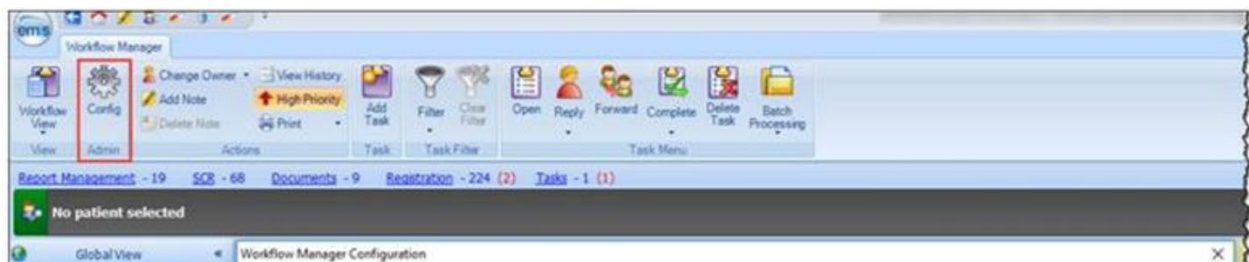 emis
Workflow Manager
Change Owner View History
Workflow View Config Add Note High Priority Add Task Filter Clear Filter Open Reply Forward Complete Delete Task Batch Processing
Delete Note Print
View Admin Actions Task Task Filter Task Menu
Report Management - 19 SCR - 68 Documents - 9 Registration - 224 (2) Tasks - 1 (1)
No patient selected
Global View « Workflow Manager Configuration